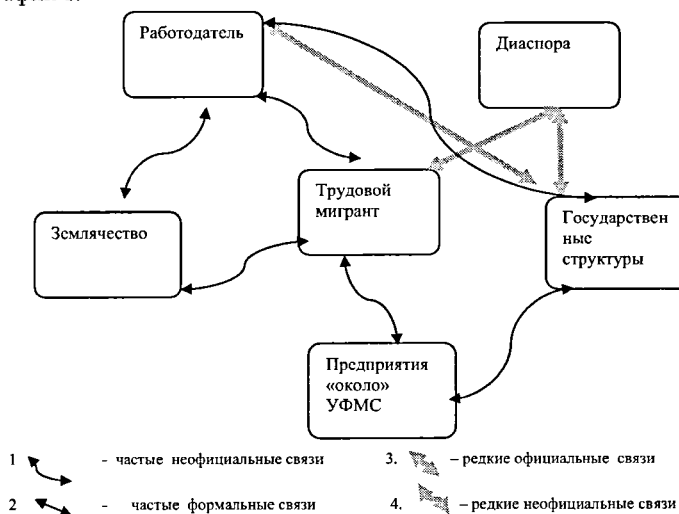 Работодатель
Диаспора
Трудовой
мигрант
Землячество
Государствен
ные
структуры
Предприятия
«около»
УФМС
1 - частые неофициальные связи
3. – редкие официальные связи
2 - частые формальные связи
4. – редкие неофициальные связи